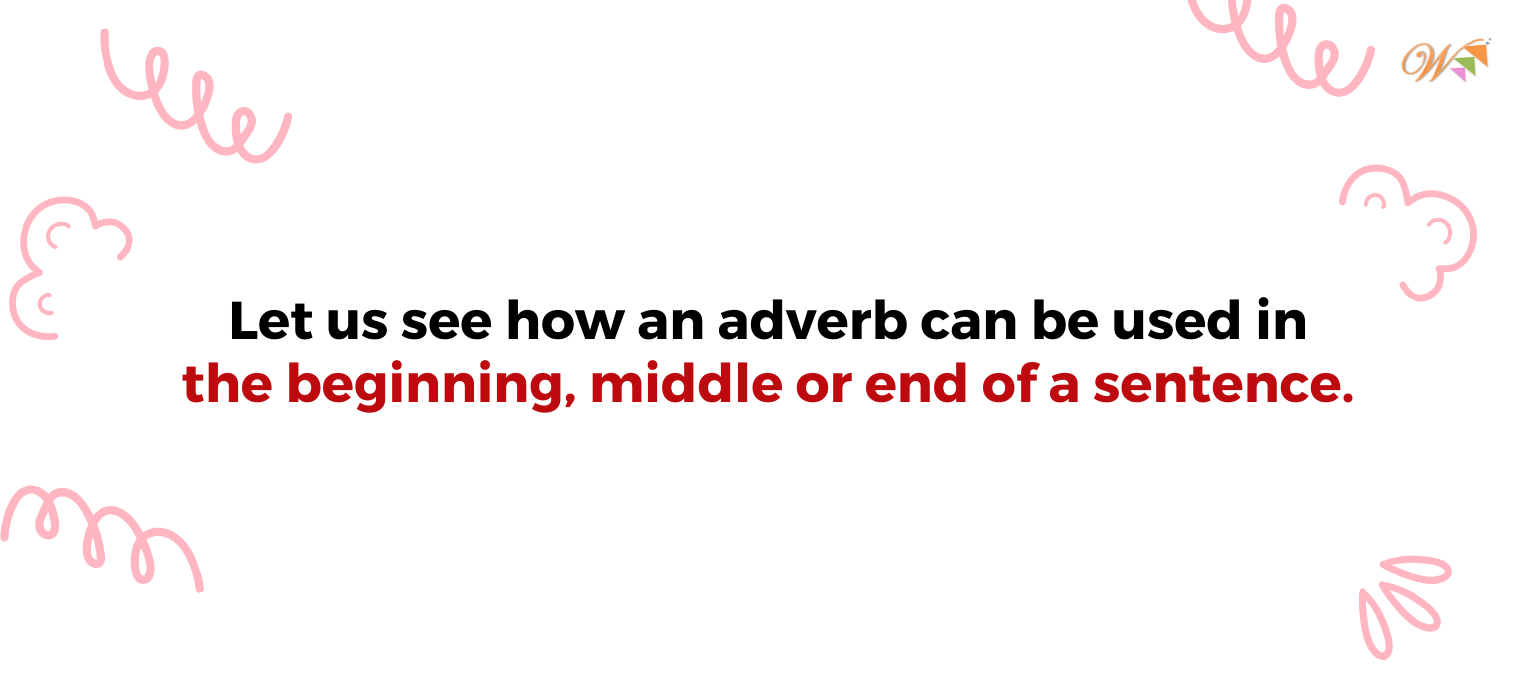 W
Let us see how an adverb can be used in
the beginning, middle or end of a sentence.